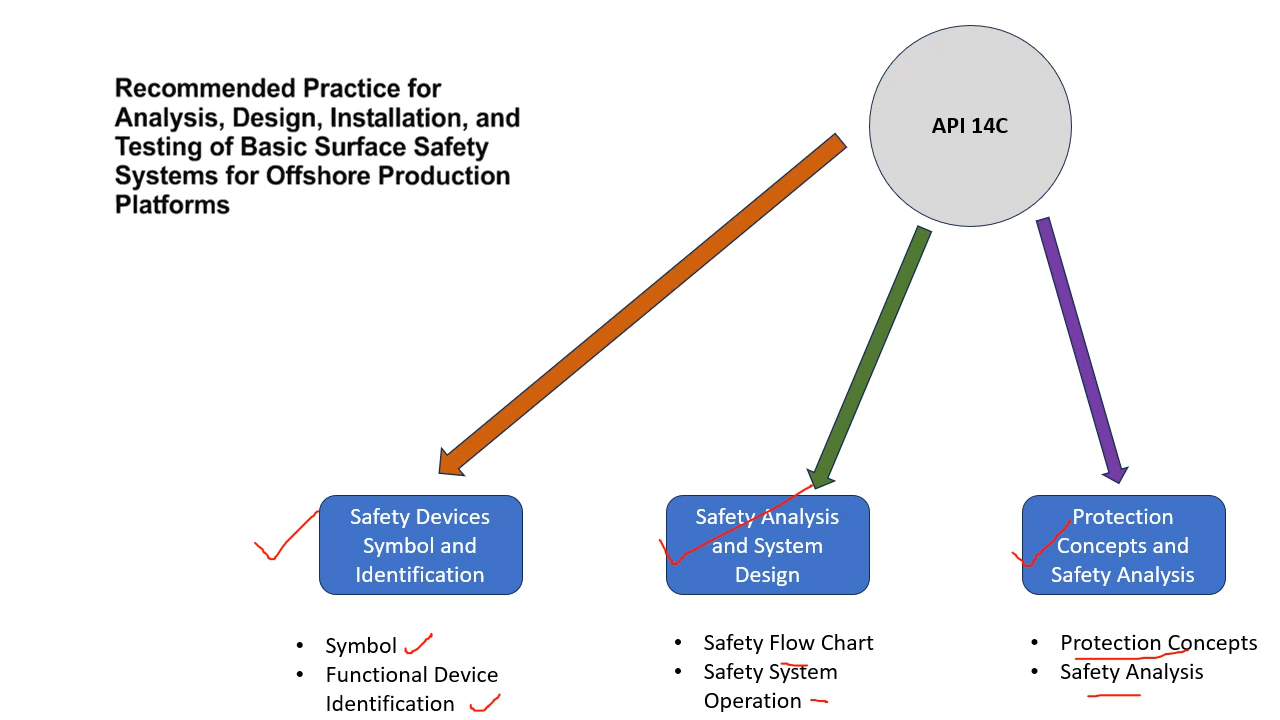 Recommended Practice for
Analysis, Design, Installation, and
Testing of Basic Surface Safety
Systems for Offshore Production
Platforms
API 14C
Safety Devices
Symbol and
Identification
Safety Analysis
and System
Design
Protection
Concepts and
Safety Analysis
• Symbol
• Functional Device
Identification
• Safety Flow Chart
• Safety System
Operation
• Protection Concepts
• Safety Analysis